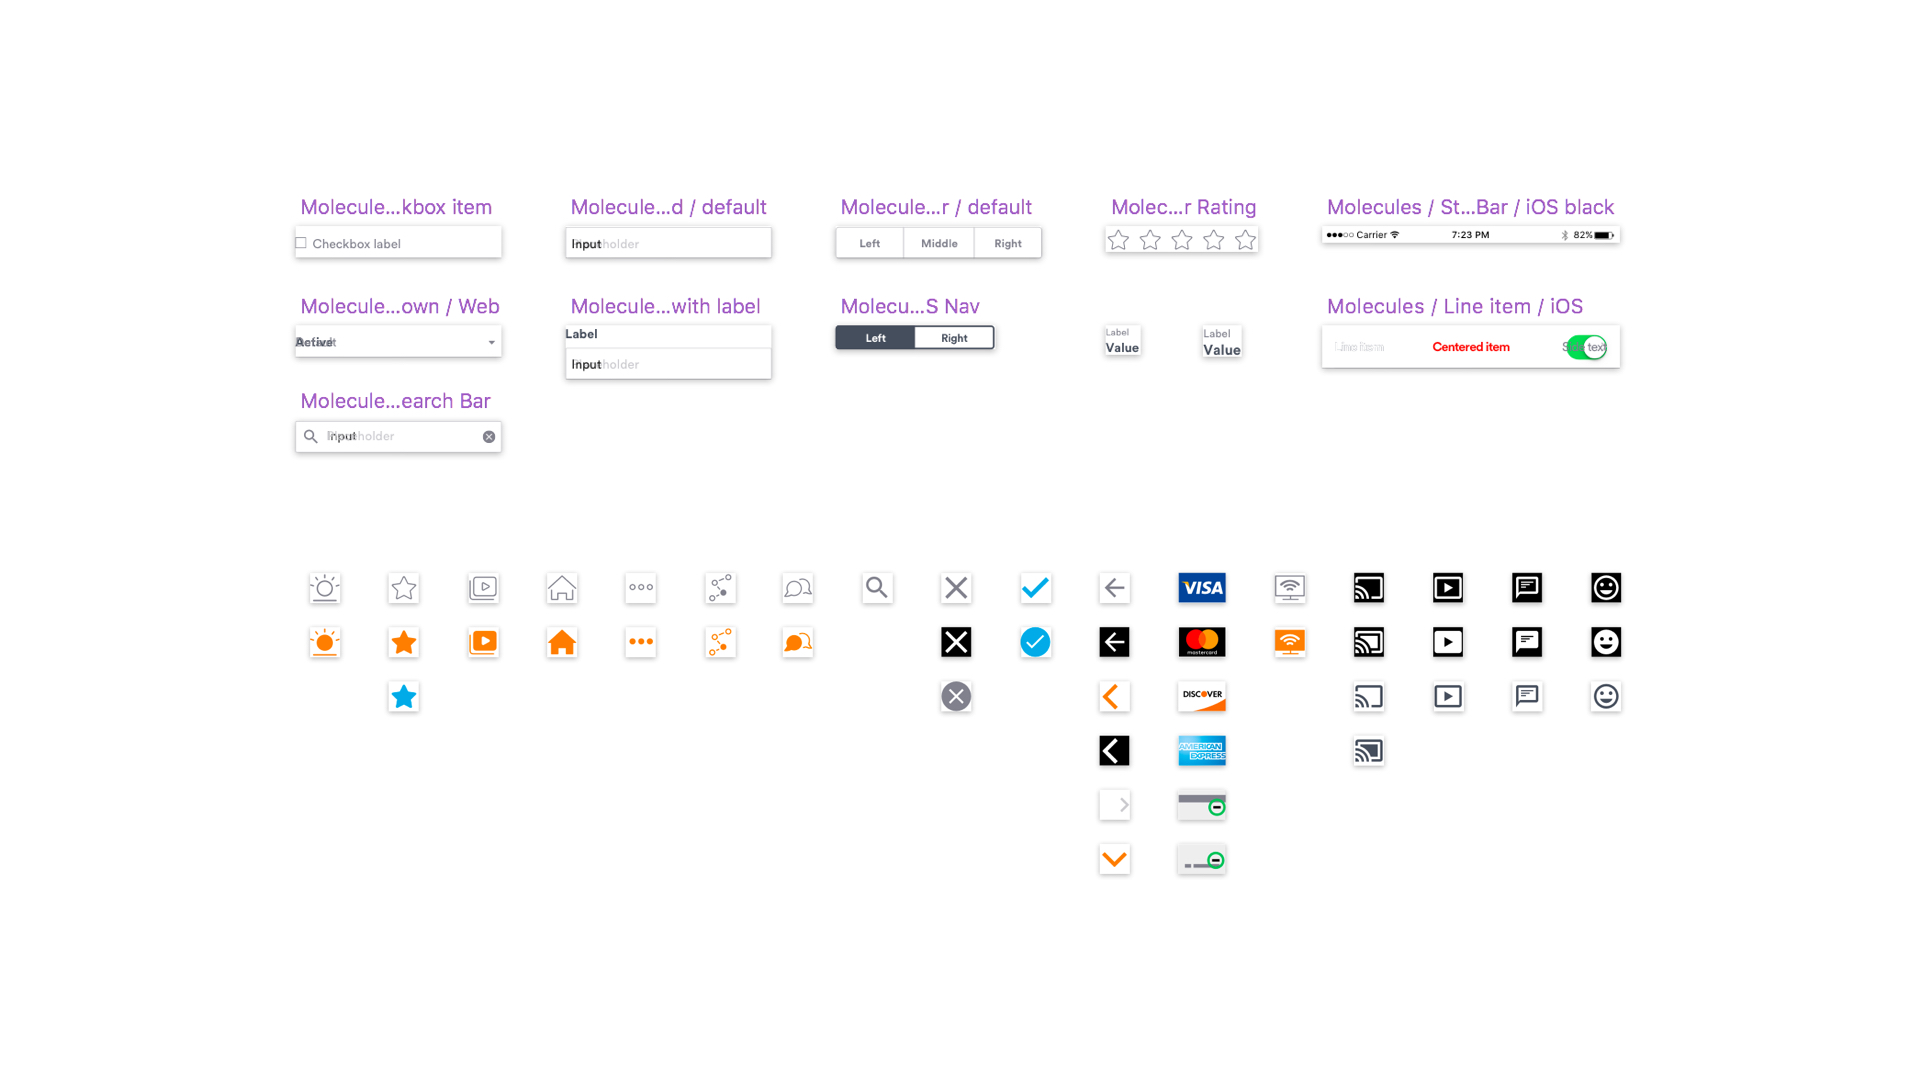 Molecule...kbox item
Molecule...d / default
Molecule...r / default
Molec...r Rating
Molecules / St...Bar / iOS black
Checkbox label
Input
Left
Middle
Right
Carrier
7:23 PM
82%
Molecule...own / Web
Molecule...with label
Molecu...S Nav
Molecules / Line item / iOS
Active
Label
Input
Left
Right
Label
Value
Label
Value
Line item
Centered item
text
Molecule...earch Bar
Input
VISA
mastercard
DISCOVER
AMERICAN
EXPRESS